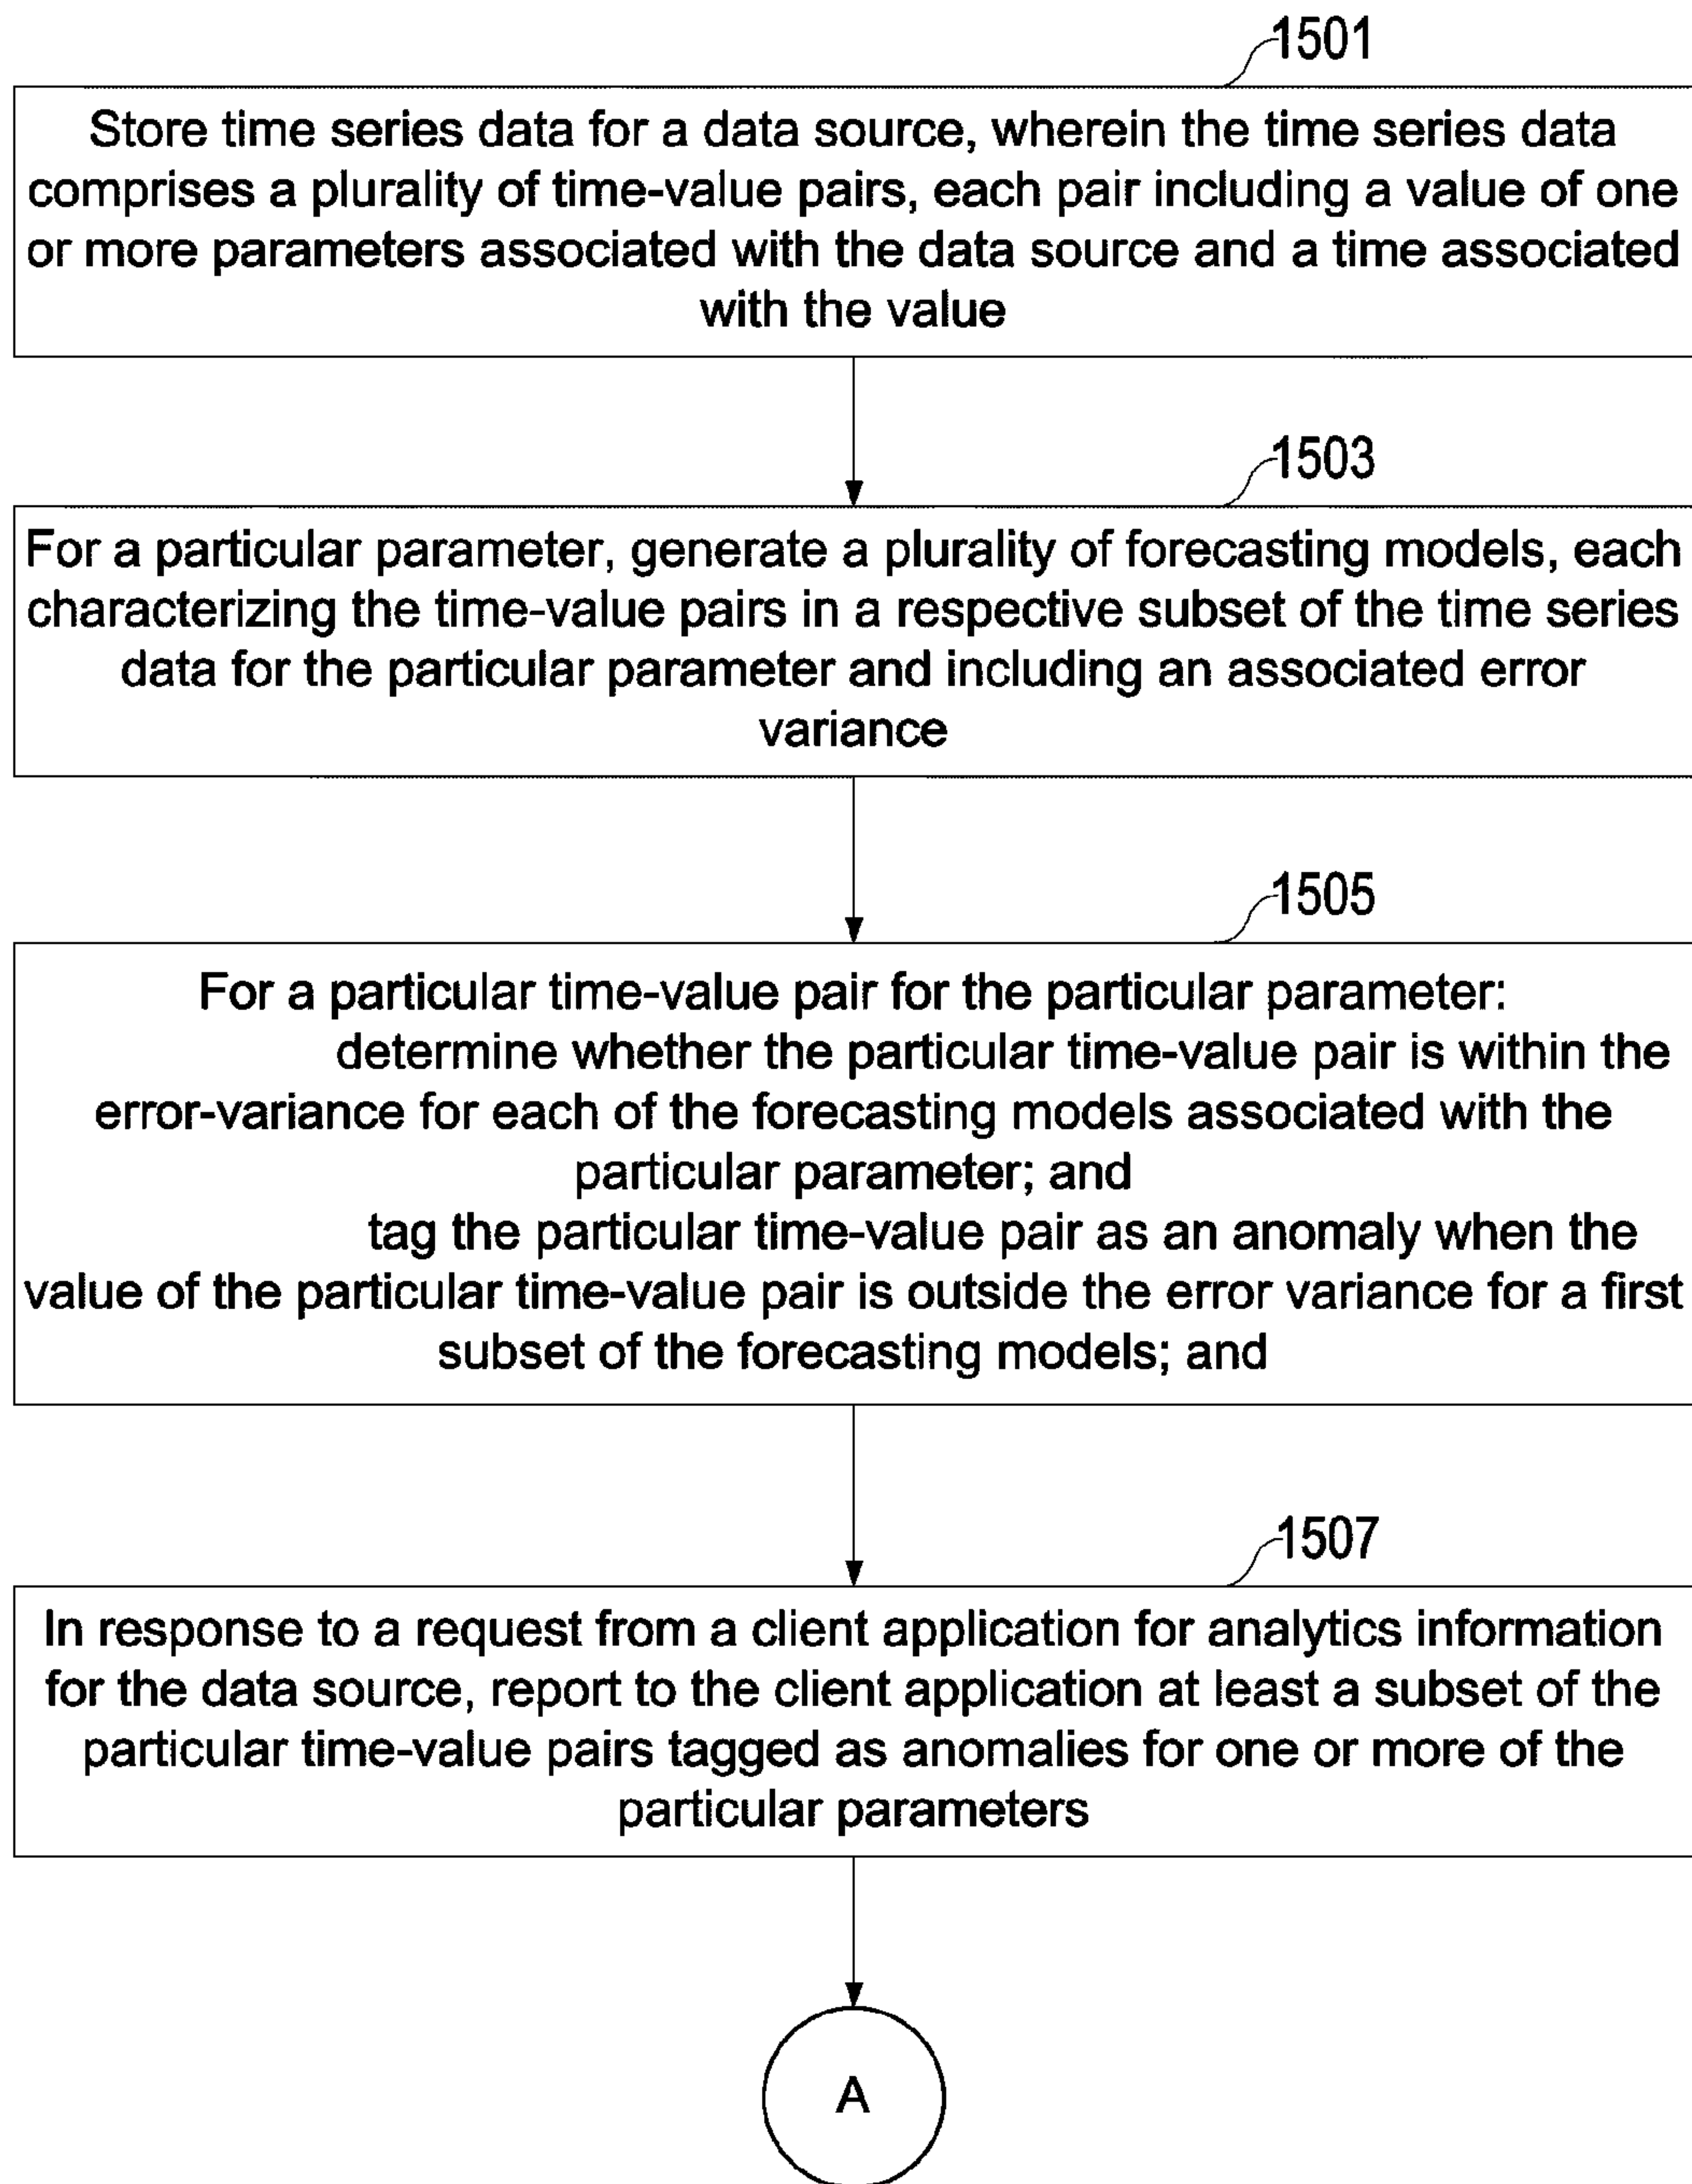 1501
Store time series data for a data source, wherein the time series data
comprises a plurality of time-value pairs, each pair including a value of one
or more parameters associated with the data source and a time associated
with the value
1503
For a particular parameter, generate a plurality of forecasting models, each
characterizing the time-value pairs in a respective subset of the time series
data for the particular parameter and including an associated error
variance
1505
For a particular time-value pair for the particular parameter:
determine whether the particular time-value pair is within the
error-variance for each of the forecasting models associated with the
particular parameter; and
tag the particular time-value pair as an anomaly when the
value of the particular time-value pair is outside the error variance for a first
subset of the forecasting models; and
1507
In response to a request from a client application for analytics information
for the data source, report to the client application at least a subset of the
particular time-value pairs tagged as anomalies for one or more of the
particular parameters
A